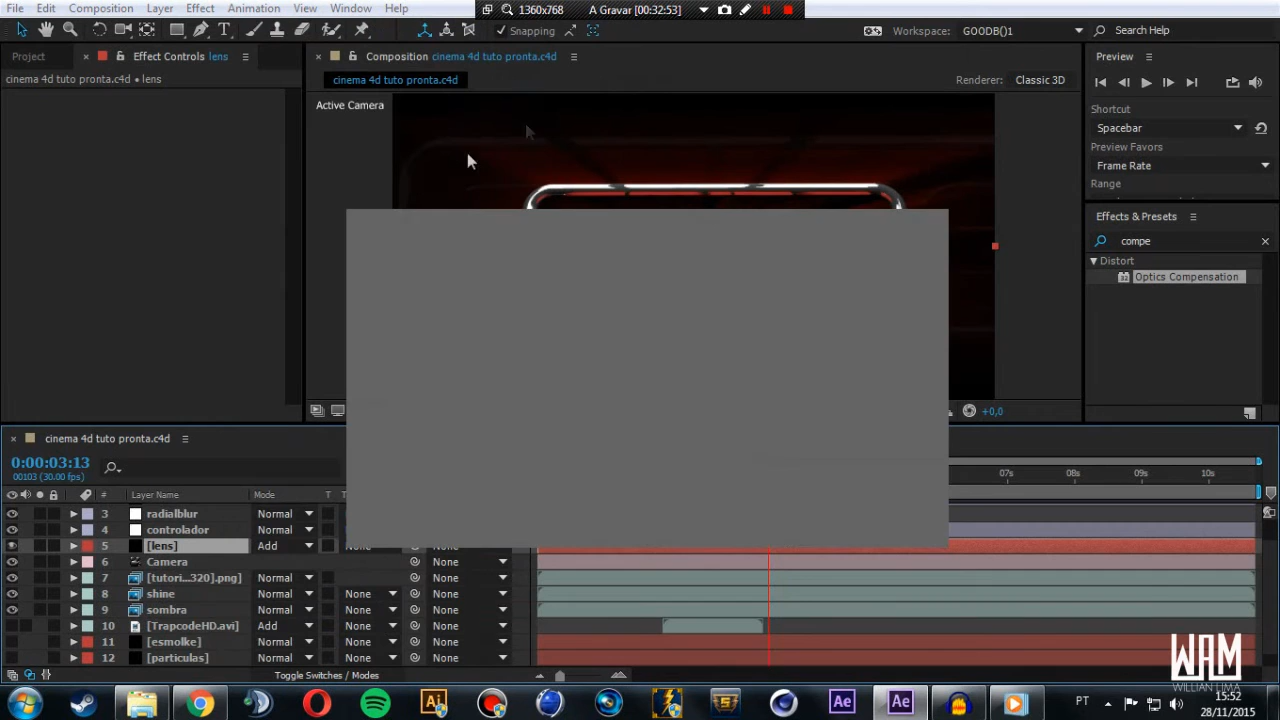 File Edit Composition Layer Effect Animation View Window Help
1360x768 A Gravar [00:32:53]
Snapping
Workspace: GOODB()1
Search Help
Project
Effect Controls lens
Composition cinema 4d tuto pronta.c4d
Preview
cinema 4d tuto pronta.c4d • lens
cinema 4d tuto pronta.c4d
Renderer: Classic 3D
Active Camera
Shortcut
Spacebar
Preview Favors
Frame Rate
Range
Effects & Presets
compe
Distort
Optics Compensation
+0,0
cinema 4d tuto pronta.c4d
0:00:03:13
00103 (30.00 fps)
07s 08s 09s 10s
# Layer Name Mode T
3 radialblur Normal
4 controlador Normal
5 [lens] Add None None
6 Camera None
7 [tutori...320].png] Normal None None
8 shine Normal None None
9 sombra Normal None None
10 [TrapcodeHD.avi] Add None None
11 [esmolke] Normal None None
12 [particulas] Normal None None
Toggle Switches / Modes
WAM
WILLIAN LIMA
Ai Ae Ae
PT
15:52
28/11/2015